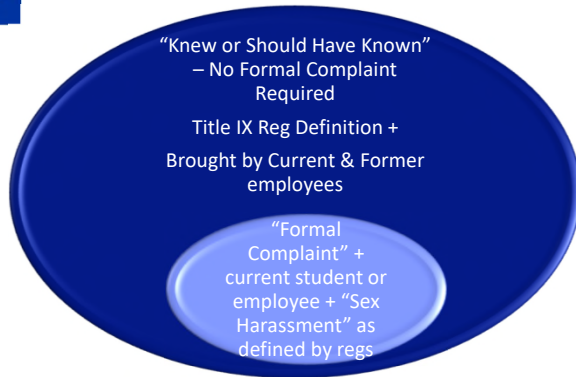 “Knew or Should Have Known”
– No Formal Complaint
Required
Title IX Reg Definition +
Brought by Current & Former
employees
“Formal
Complaint” +
current student or
employee + “Sex
Harassment” as
defined by regs